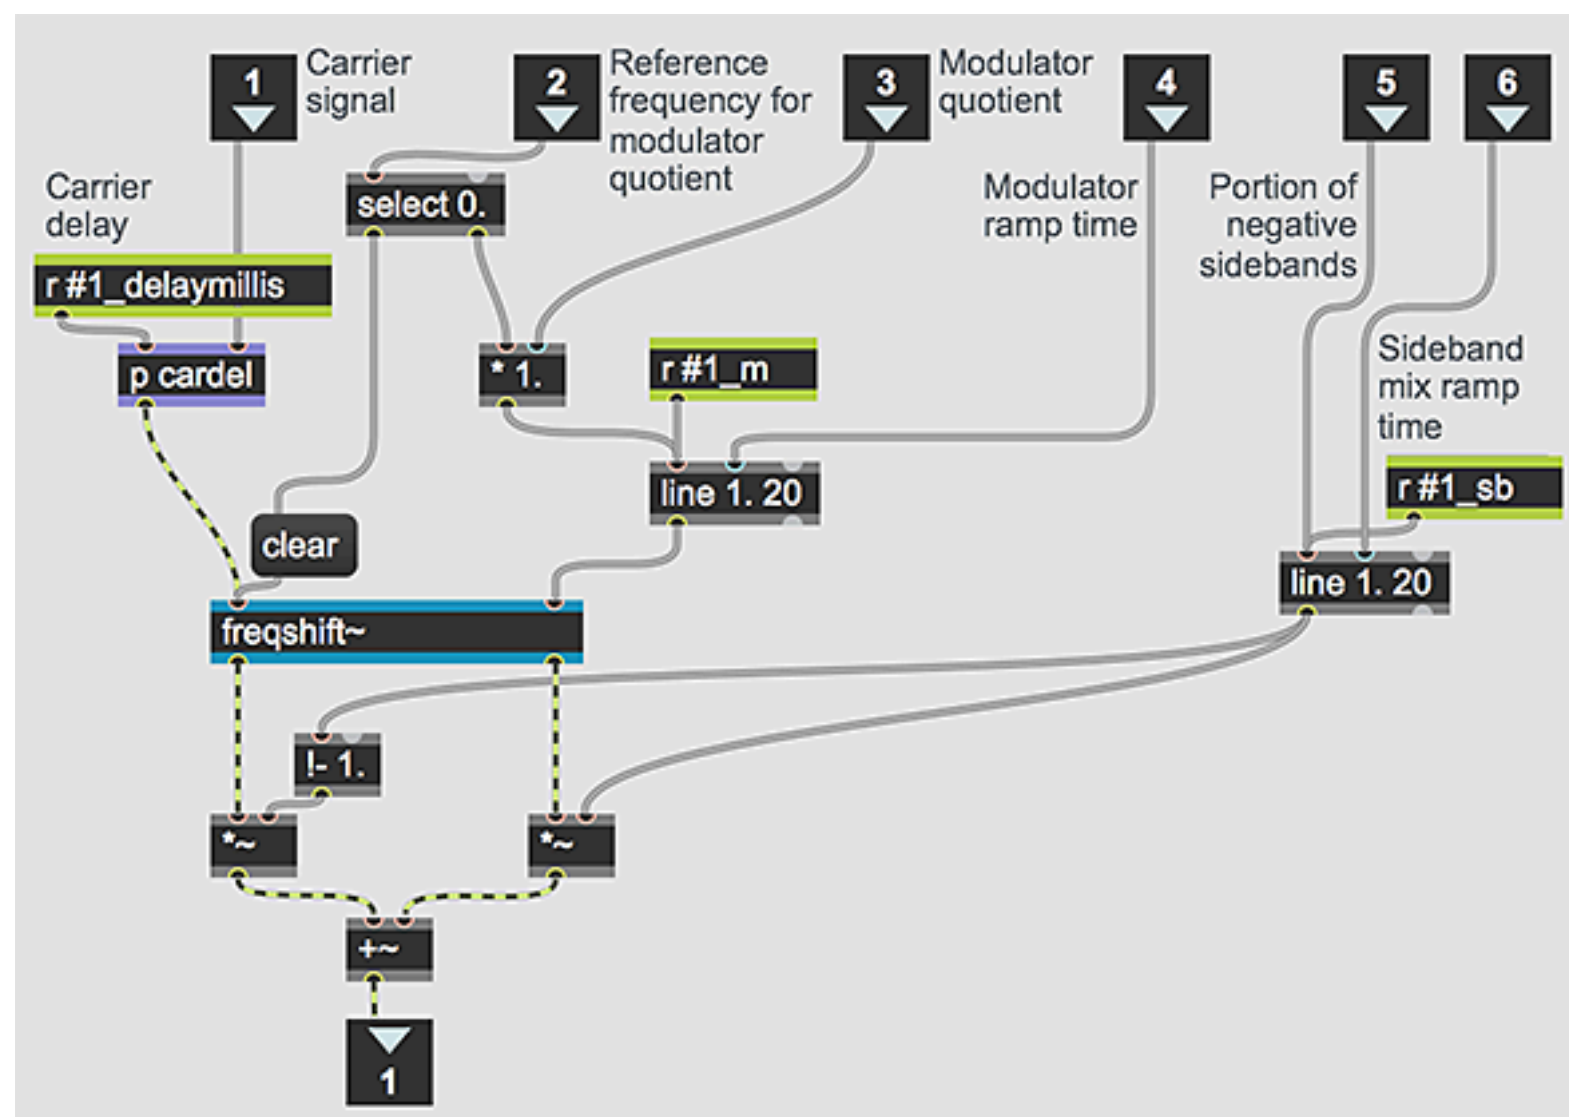 1
Carrier
signal
2
Reference
frequency for
modulator
quotient
3
Modulator
quotient
4
5
6
Carrier
delay
select 0.
Modulator
ramp time
Portion of
negative
sidebands
r #1_delaymillis
p cardel
* 1.
r #1_m
Sideband
mix ramp
time
line 1. 20
r #1_sb
clear
line 1. 20
freqshift~
!- 1.
*~
*~
+~
1